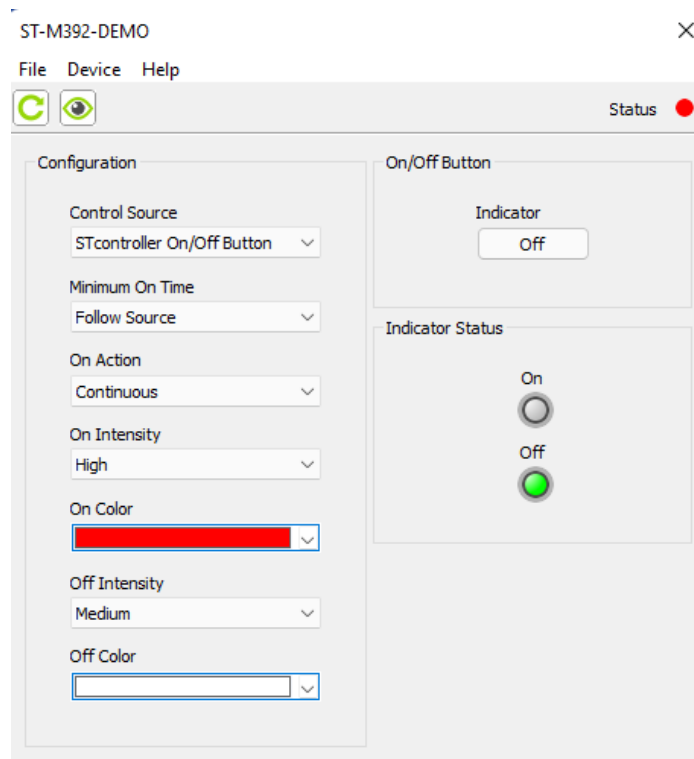 ST-M392-DEMO
File Device Help
Status
Configuration
Control Source
STcontroller On/Off Button
Minimum On Time
Follow Source
On Action
Continuous
On Intensity
High
On Color
Off Intensity
Medium
Off Color
On/Off Button
Indicator
Off
Indicator Status
On
Off